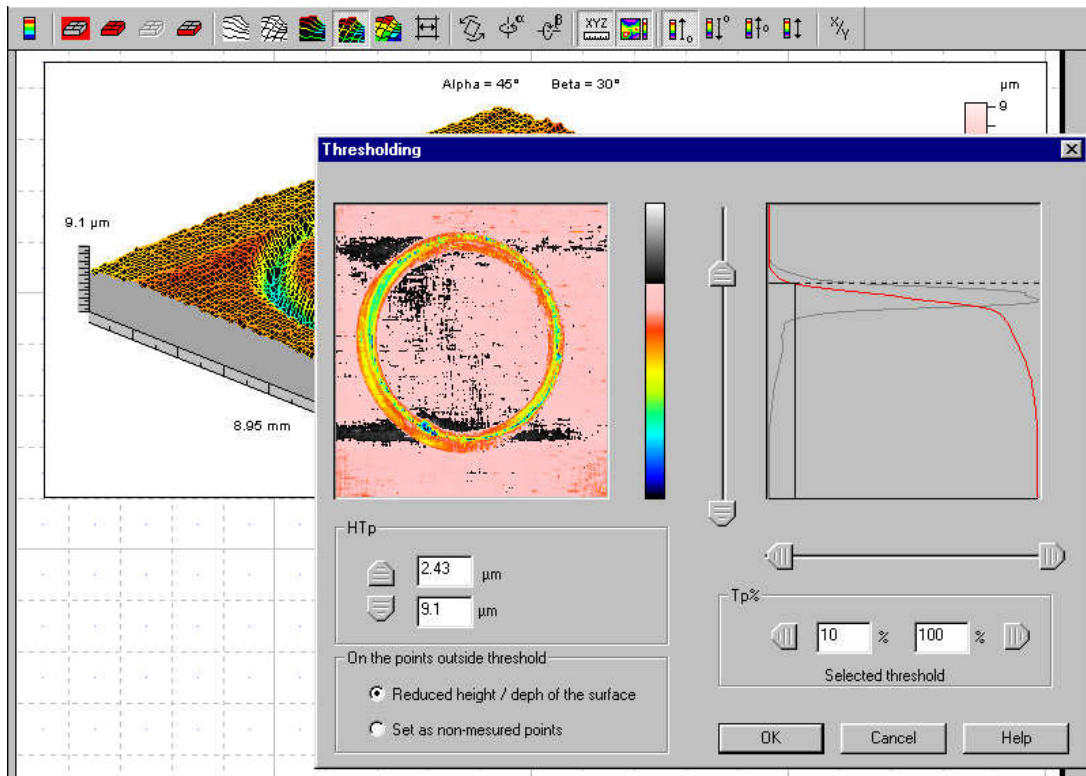 α β
XYZ
X/Y
Alpha = 45° Beta = 30°
µm
9
Thresholding
9.1 µm
8.95 mm
HTp
2.43 µm
9.1 µm
Tp%
10 % 100 %
Selected threshold
On the points outside threshold
Reduced height / deph of the surface
Set as non-mesured points
OK Cancel Help